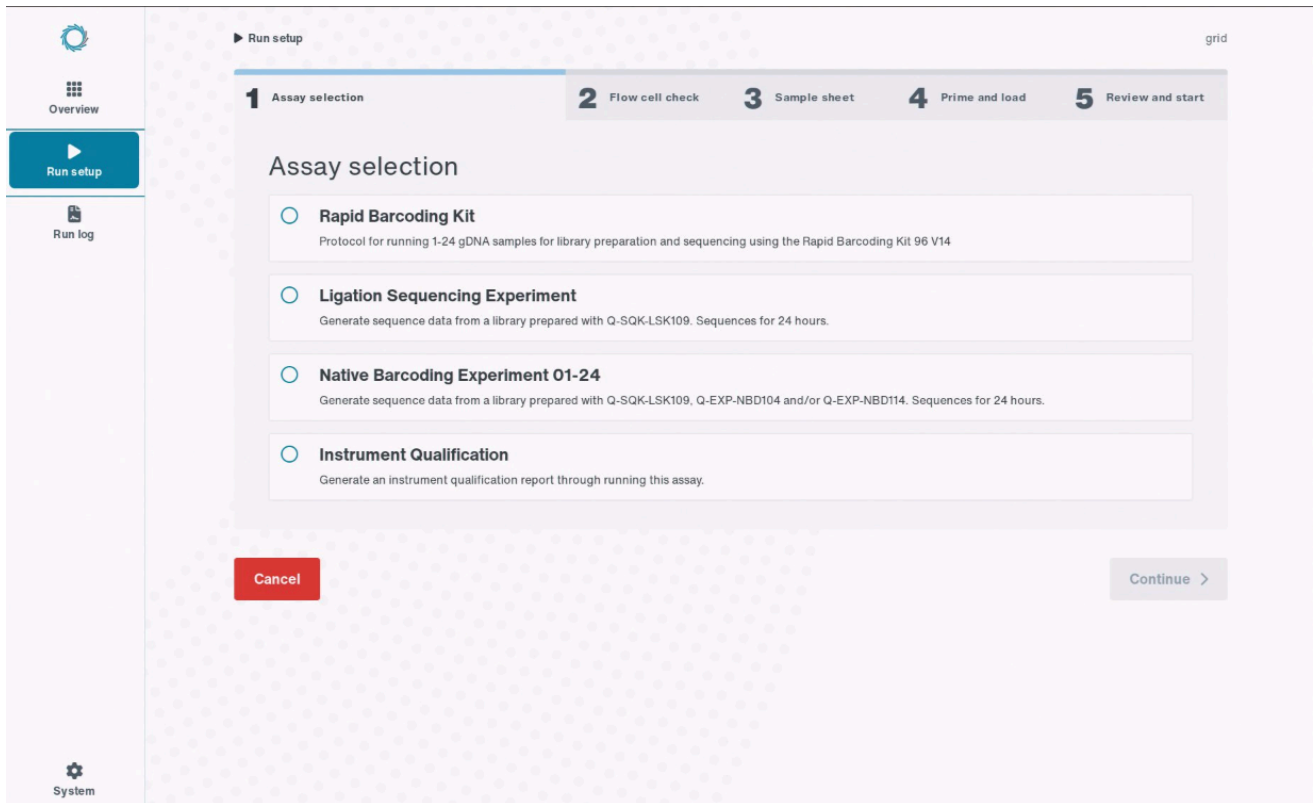 Run setup
grid
Overview
Run setup
Run log
System
1 Assay selection
2 Flow cell check
3 Sample sheet
4 Prime and load
5 Review and start
Assay selection
Rapid Barcoding Kit
Protocol for running 1-24 gDNA samples for library preparation and sequencing using the Rapid Barcoding Kit 96 V14
Ligation Sequencing Experiment
Generate sequence data from a library prepared with Q-SQK-LSK109. Sequences for 24 hours.
Native Barcoding Experiment 01-24
Generate sequence data from a library prepared with Q-SQK-LSK109, Q-EXP-NBD104 and/or Q-EXP-NBD114. Sequences for 24 hours.
Instrument Qualification
Generate an instrument qualification report through running this assay.
Cancel
Continue